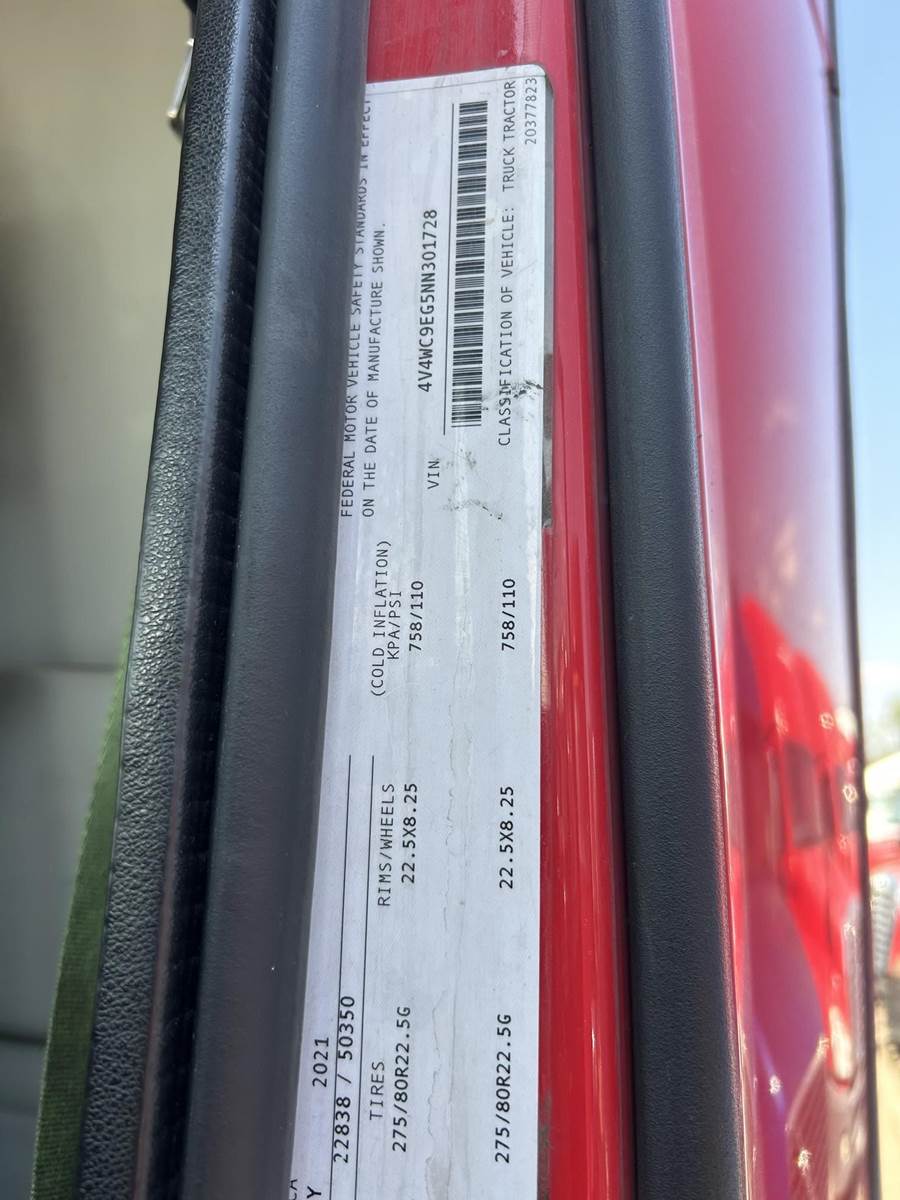 2021
22838 / 50350
TIRES RIMS/WHEELS (COLD INFLATION)
KPA/PSI
275/80R22.5G 22.5X8.25 758/110
275/80R22.5G 22.5X8.25 758/110
FEDERAL MOTOR VEHICLE SAFETY STANDARDS IN EFFECT
ON THE DATE OF MANUFACTURE SHOWN.
VIN 4V4WC9EG5NN301728
CLASSIFICATION OF VEHICLE: TRUCK TRACTOR
20377823